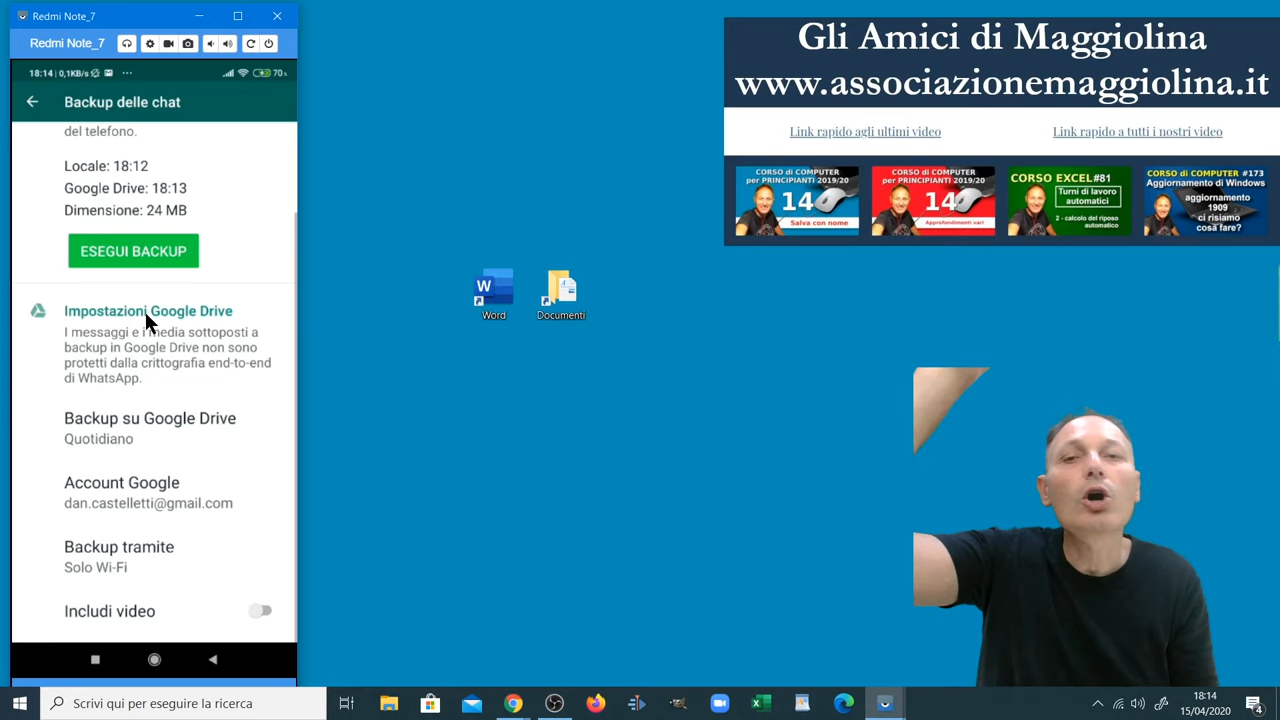 Redmi Note_7
Redmi Note_7
18:14 | 0,1KB/s
70
Backup delle chat
del telefono.
Locale: 18:12
Google Drive: 18:13
Dimensione: 24 MB
ESEGUI BACKUP
Impostazioni Google Drive
I messaggi e i media sottoposti a
backup in Google Drive non sono
protetti dalla crittografia end-to-end
di WhatsApp.
Backup su Google Drive
Quotidiano
Account Google
dan.castelletti@gmail.com
Backup tramite
Solo Wi-Fi
Includi video
Word
Documenti
Gli Amici di Maggiolina
www.associazionemaggiolina.it
Link rapido agli ultimi video
Link rapido a tutti i nostri video
CORSO di COMPUTER
per PRINCIPIANTI 2019/20
14
Salva con nome
CORSO di COMPUTER
per PRINCIPIANTI 2019/20
14
Approfondimenti vari
CORSO EXCEL#81
Turni di lavoro
automatici
2 - calcolo del riposo
automatico
CORSO di COMPUTER #173
Aggiornamento di Windows
aggiornamento
1909
ci risiamo
cosa fare?
Scrivi qui per eseguire la ricerca
18:14
15/04/2020
4